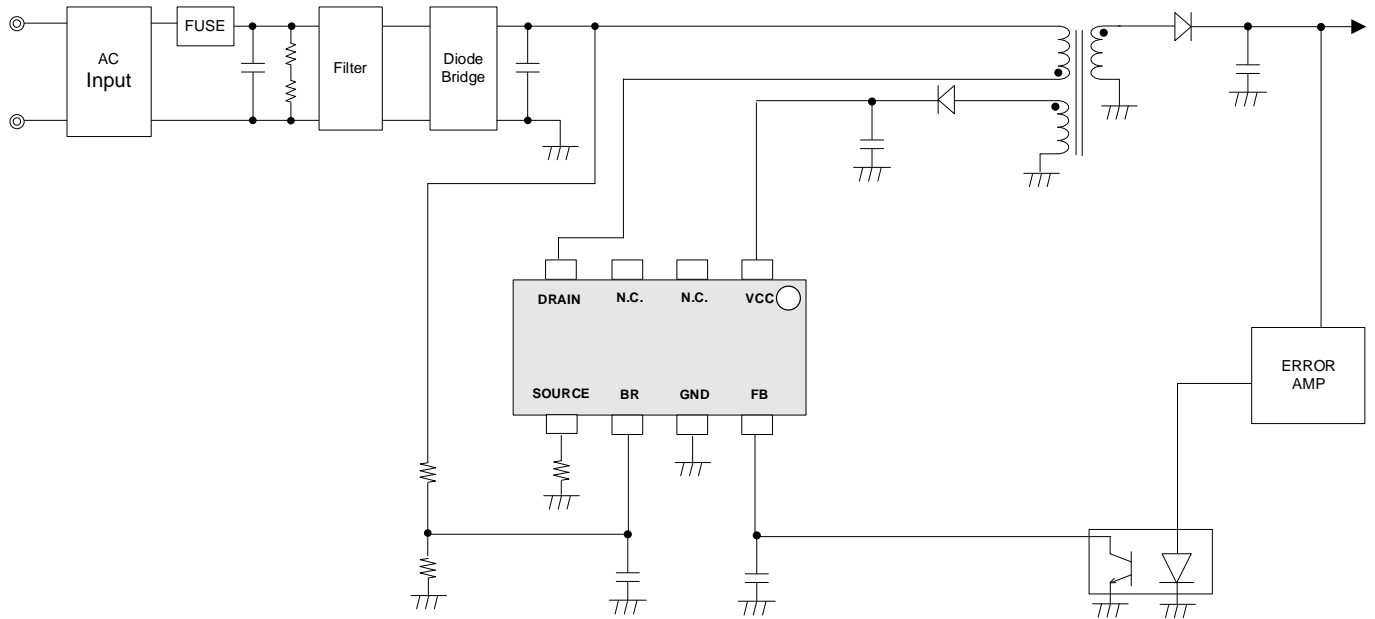 FUSE
AC
Input
Filter
Diode
Bridge
DRAIN
N.C.
N.C.
VCC
SOURCE
BR
GND
FB
ERROR
AMP